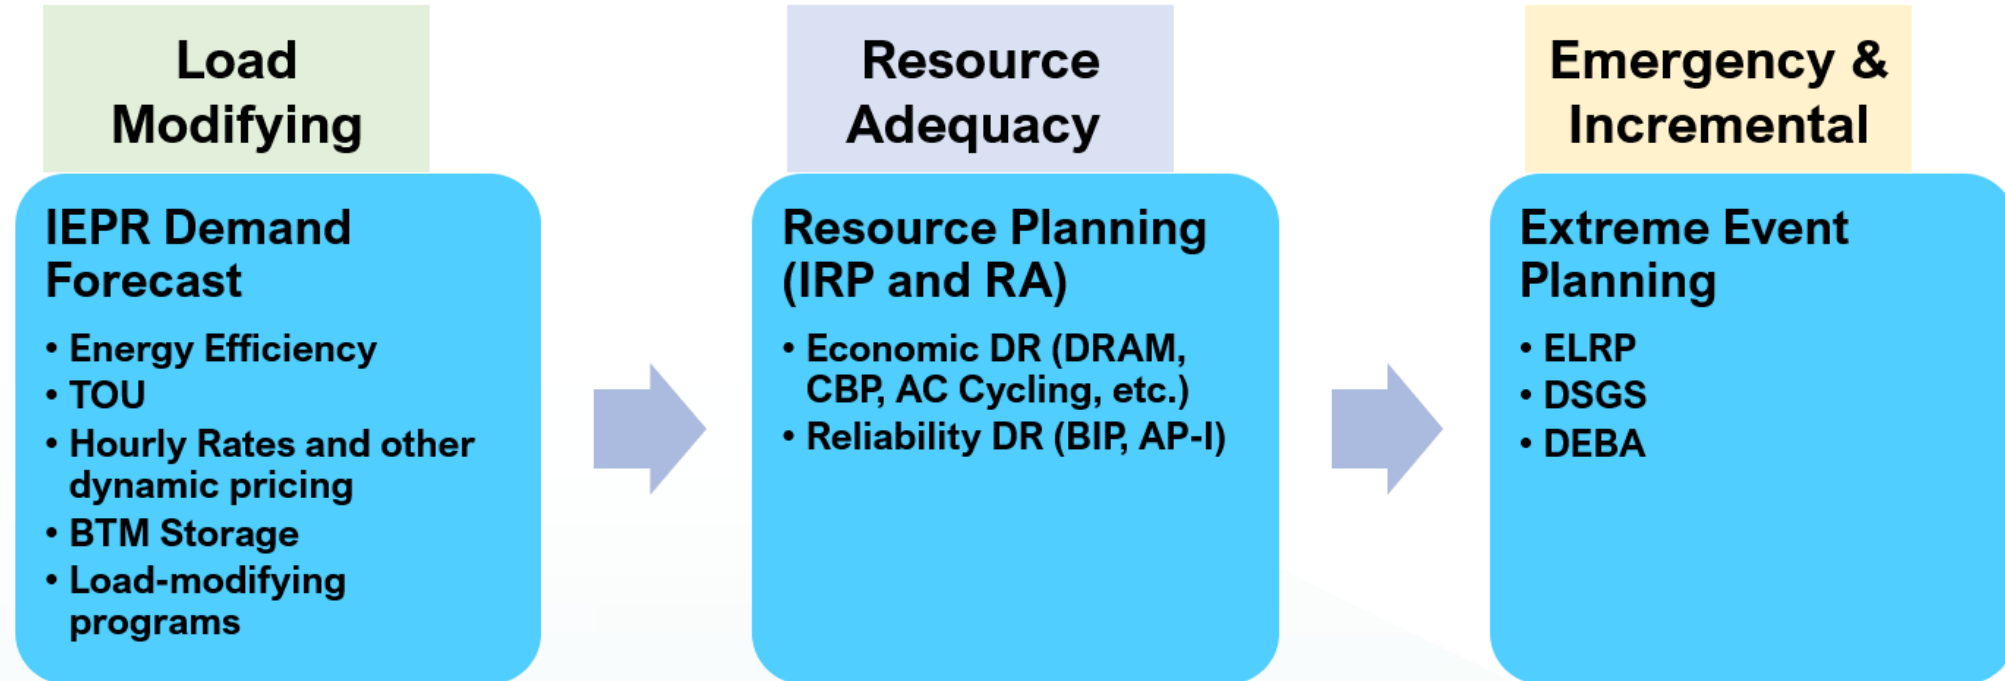 Load
Modifying
IEPR Demand
Forecast
• Energy Efficiency
• TOU
• Hourly Rates and other
dynamic pricing
• BTM Storage
• Load-modifying
programs
Resource
Adequacy
Resource Planning
(IRP and RA)
• Economic DR (DRAM,
CBP, AC Cycling, etc.)
• Reliability DR (BIP, AP-I)
Emergency &
Incremental
Extreme Event
Planning
• ELRP
• DSGS
• DEBA